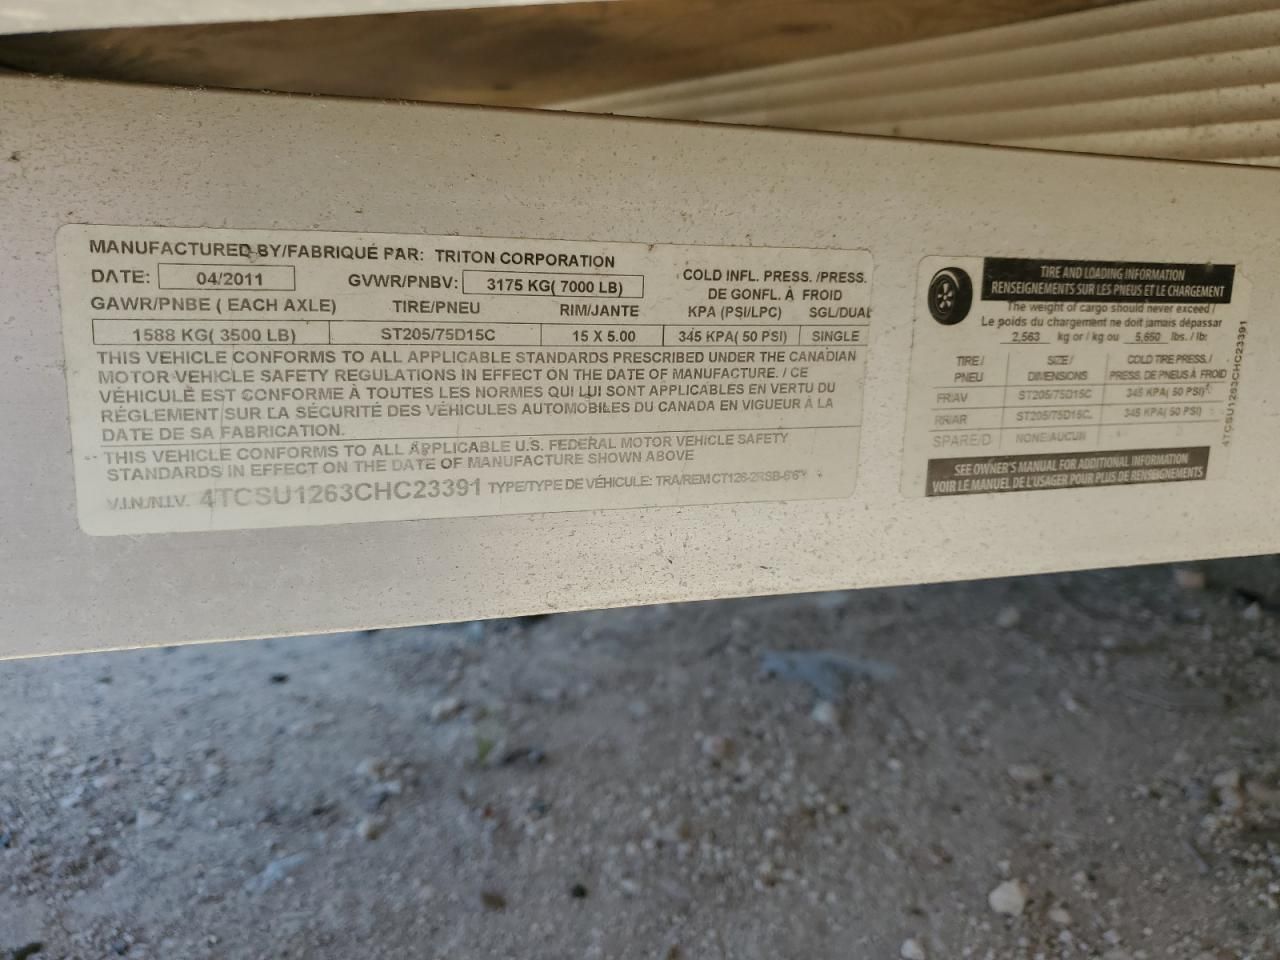 MANUFACTURED BY/FABRIQUÉ PAR: TRITON CORPORATION
DATE: 04/2011 GVWR/PNBV: 3175 KG( 7000 LB) COLD INFL. PRESS. /PRESS.
DE GONFL. À FROID
GAWR/PNBE ( EACH AXLE) TIRE/PNEU RIM/JANTE KPA (PSI/LPC) SGL/DUAL
1588 KG( 3500 LB) ST205/75D15C 15 X 5.00 345 KPA( 50 PSI) SINGLE
THIS VEHICLE CONFORMS TO ALL APPLICABLE STANDARDS PRESCRIBED UNDER THE CANADIAN
MOTOR VEHICLE SAFETY REGULATIONS IN EFFECT ON THE DATE OF MANUFACTURE. / CE
VÉHICULE EST CONFORME À TOUTES LES NORMES QUI LUI SONT APPLICABLES EN VERTU DU
RÉGLEMENT SUR LA SÉCURITÉ DES VÉHICULES AUTOMOBILES DU CANADA EN VIGUEUR À LA
DATE DE SA FABRICATION.
THIS VEHICLE CONFORMS TO ALL APPLICABLE U.S. FEDERAL MOTOR VEHICLE SAFETY
STANDARDS IN EFFECT ON THE DATE OF MANUFACTURE SHOWN ABOVE
V.I.N./N.I.V. 4TCSU1263CHC23391 TYPE/TYPE DE VÉHICULE: TRA/REM
TIRE AND LOADING INFORMATION
RENSEIGNEMENTS SUR LES PNEUS ET LE CHARGEMENT
The weight of cargo should never exceed /
Le poids du chargement ne doit jamais dépassar
2,563 kg or / kg ou 5,650 lbs. / lb:
TIRE / SIZE / COLD TIRE PRESS. /
PNEU DIMENSIONS PRESS. DE PNEUS À FROID
FR/AV ST205/75D15C 345 KPA( 50 PSI)
RR/AR ST205/75D15C 345 KPA( 50 PSI)
SPARE/D NONE/AUCUN
SEE OWNER'S MANUAL FOR ADDITIONAL INFORMATION
VOIR LE MANUEL DE L'USAGER POUR PLUS DE RENSEIGNEMENTS
4TCSU1263CHC23391